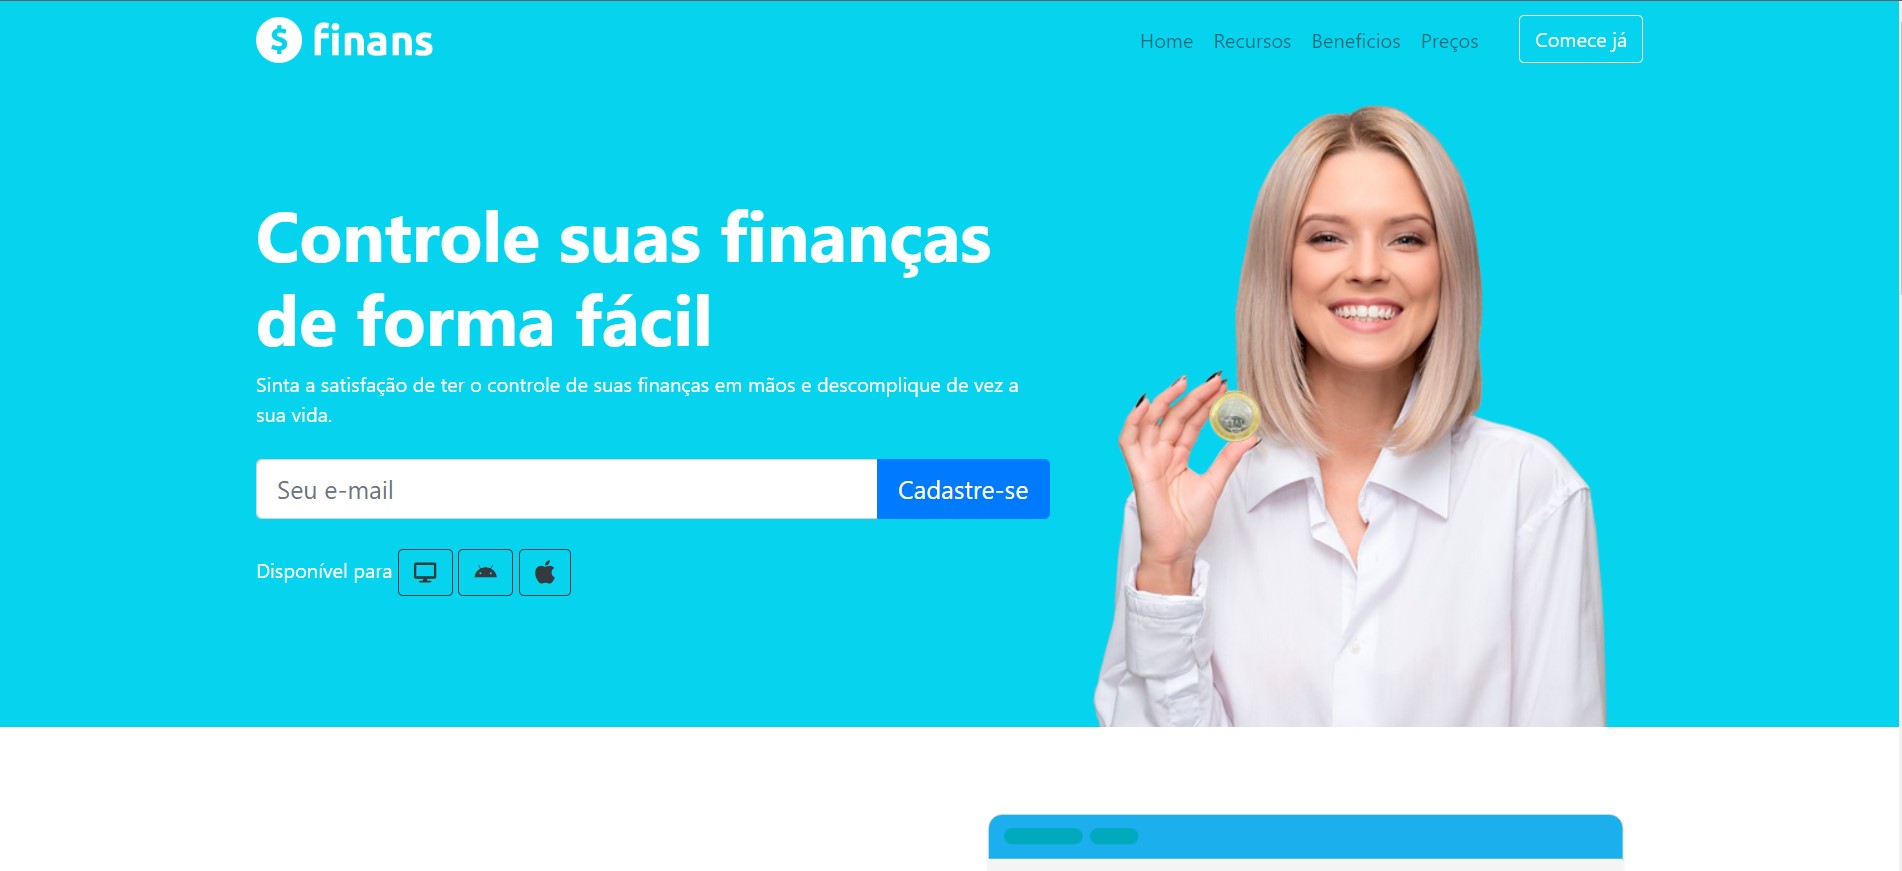 $ finans
Home Recursos Beneficios Preços Comece já
Controle suas finanças
de forma fácil
Sinta a satisfação de ter o controle de suas finanças em mãos e descomplique de vez a
sua vida.
Seu e-mail Cadastre-se
Disponível para